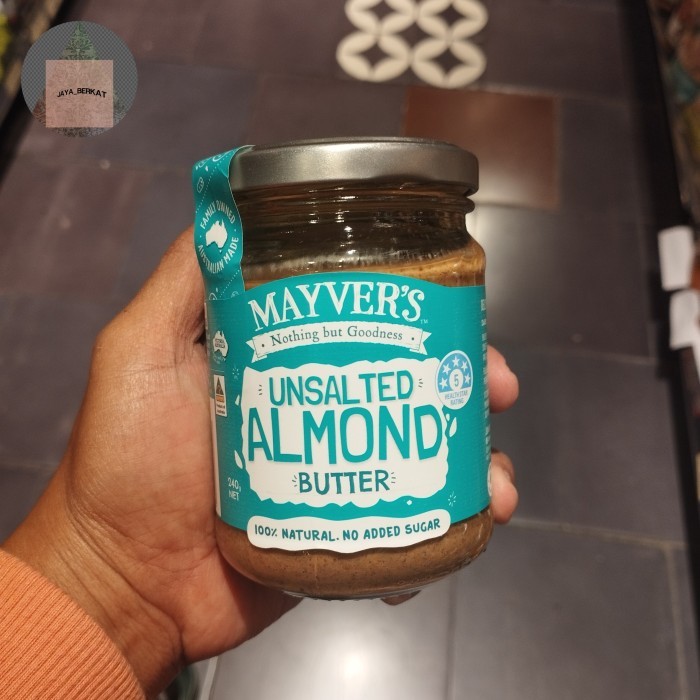 JAYA_BERKAT
FAMILY OWNED
AUSTRALIAN MADE
MAYVER'S
Nothing but Goodness
UNSALTED
ALMOND
BUTTER
5
HEALTH STAR
RATING
240g
NET
100% NATURAL. NO ADDED SUGAR